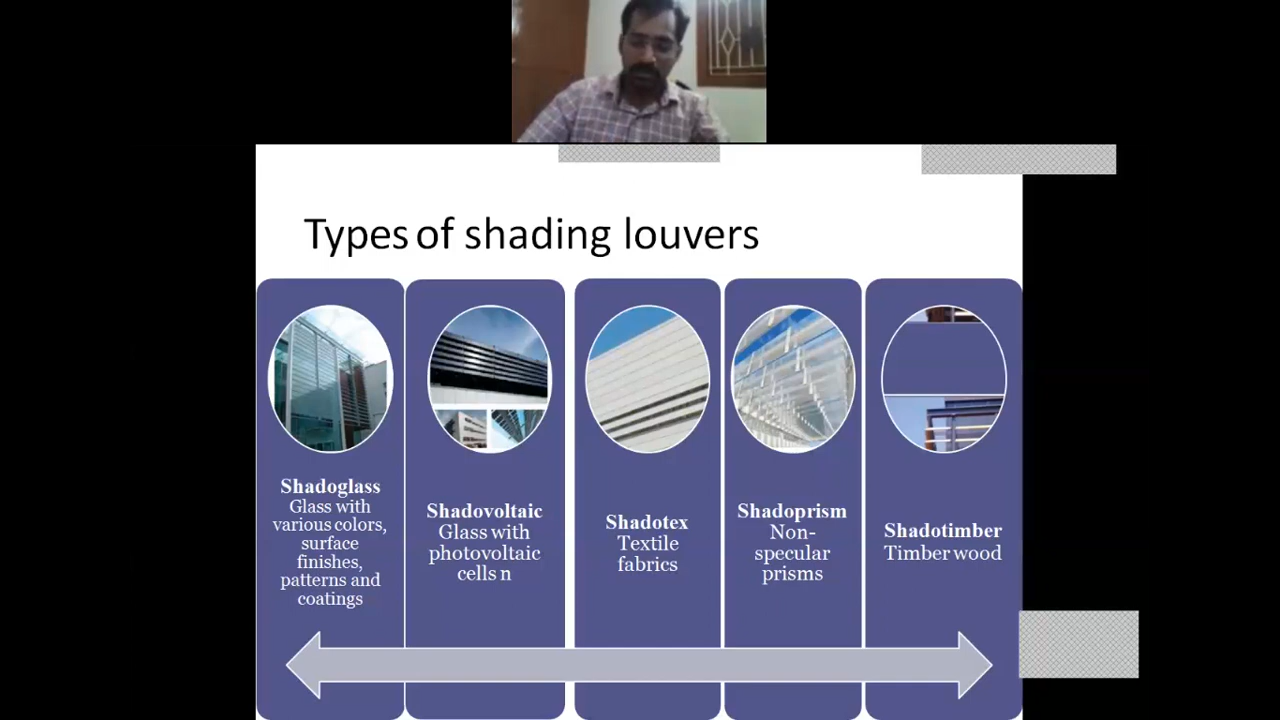 Types of shading louvers
Shadoglass
Glass with
various colors,
surface
finishes,
patterns and
coatings
Shadovoltaic
Glass with
photovoltaic
cells n
Shadotex
Textile
fabrics
Shadoprism
Non-
specular
prisms
Shadotimber
Timber wood